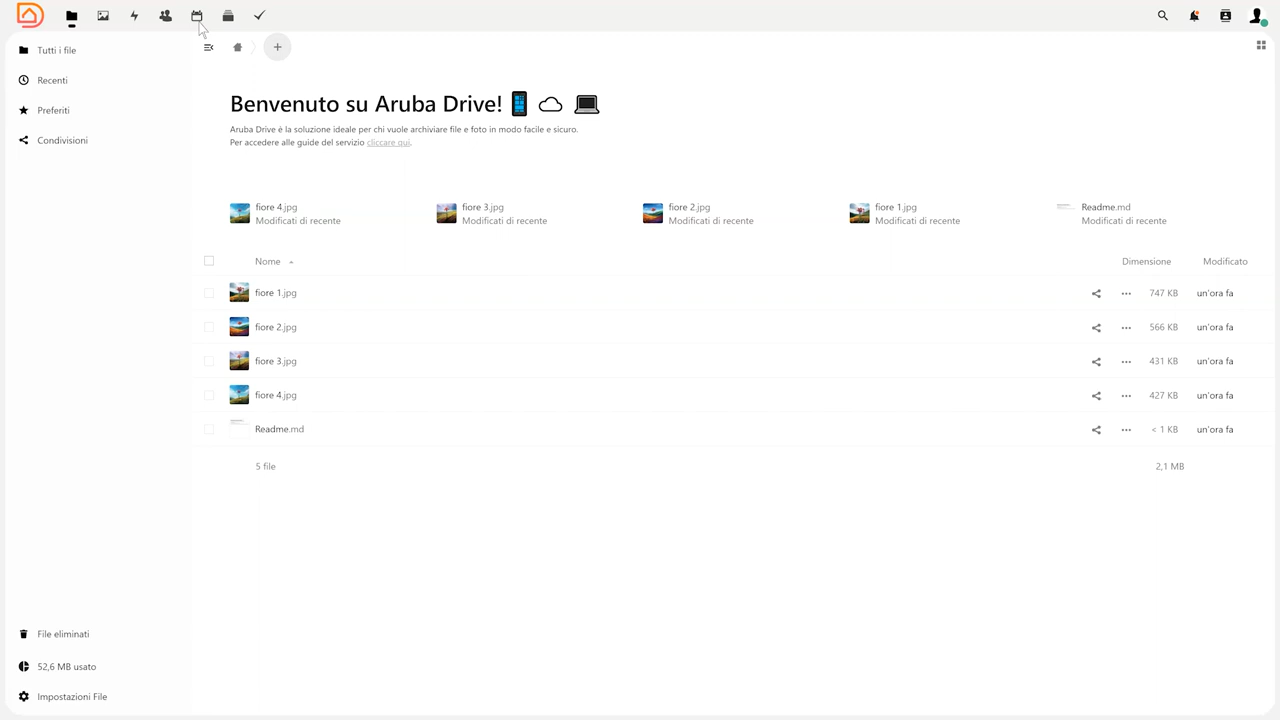 Tutti i file
Recenti
Preferiti
Condivisioni
Benvenuto su Aruba Drive!
Aruba Drive è la soluzione ideale per chi vuole archiviare file e foto in modo facile e sicuro.
Per accedere alle guide del servizio cliccare qui.
fiore 4.jpg
Modificati di recente
fiore 3.jpg
Modificati di recente
fiore 2.jpg
Modificati di recente
fiore 1.jpg
Modificati di recente
Readme.md
Modificati di recente
Nome Dimensione Modificato
fiore 1.jpg 747 KB un'ora fa
fiore 2.jpg 566 KB un'ora fa
fiore 3.jpg 431 KB un'ora fa
fiore 4.jpg 427 KB un'ora fa
Readme.md < 1 KB un'ora fa
5 file 2,1 MB
File eliminati
52,6 MB usato
Impostazioni File